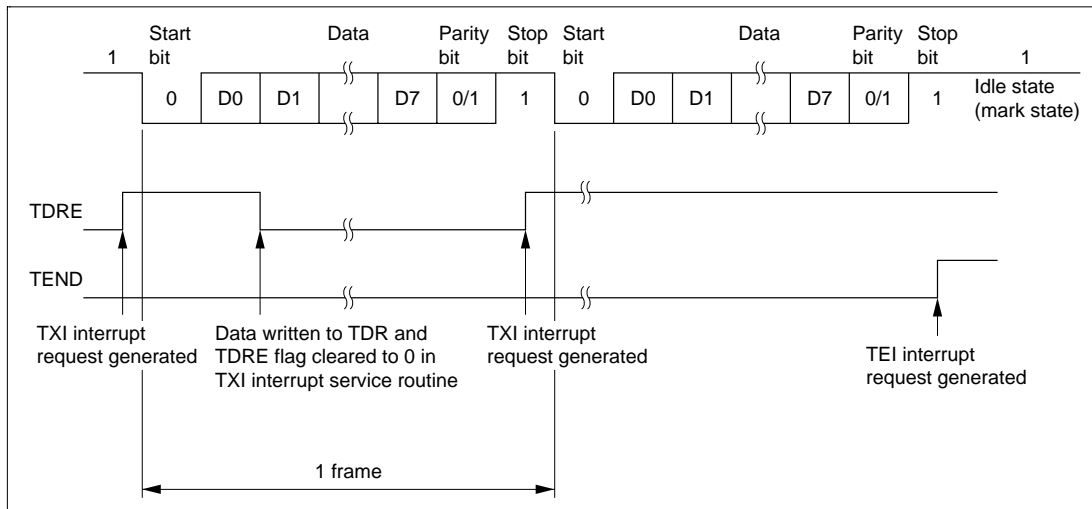 1
Start
bit
Data
Parity
bit
Stop
bit
Start
bit
Data
Parity
bit
Stop
bit
1
0
D0
D1
D7
0/1
1
0
D0
D1
D7
0/1
1
Idle state
(mark state)
TDRE
TEND
TXI interrupt
request generated
Data written to TDR and
TDRE flag cleared to 0 in
TXI interrupt service routine
TXI interrupt
request generated
TEI interrupt
request generated
1 frame